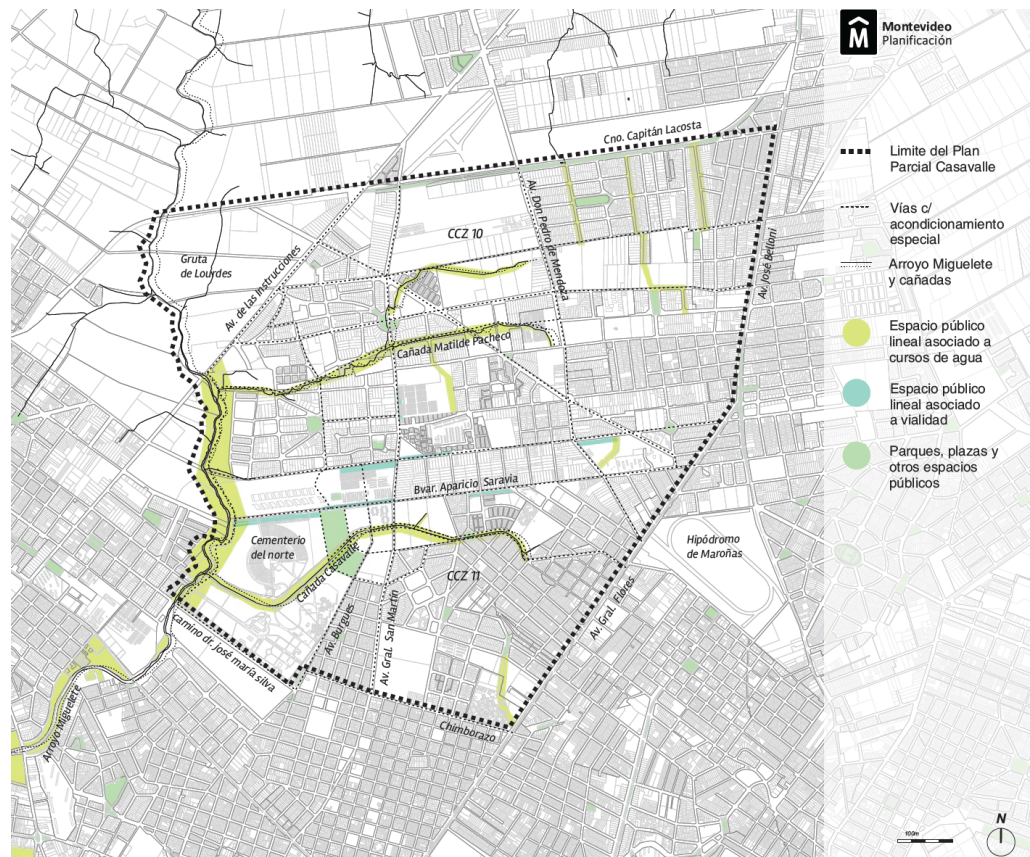 Montevideo
Planificación
Limite del Plan
Parcial Casavalle
Vías c/
acondicionamiento
especial
Arroyo Miguelete
y cañadas
Espacio público
lineal asociado a
cursos de agua
Espacio público
lineal asociado
a vialidad
Parques, plazas y
otros espacios
públicos
Cno. Capitán Lacosta
CCZ 10
Av. Don Pedro de Mendoza
Gruta
de Lourdes
Av. de las instrucciones
Av. José Belloni
Cañada Matilde Pacheco
Bvar. Aparicio Saravia
Cementerio
del norte
Hipódromo
de Maroñas
Cañada Casavalle
CCZ 11
Av. Burgues
Av. Gral. San Martín
Av. Gral. Flores
Camino dr. José maría silva
Chimborazo
Arroyo Miguelete
100m
N